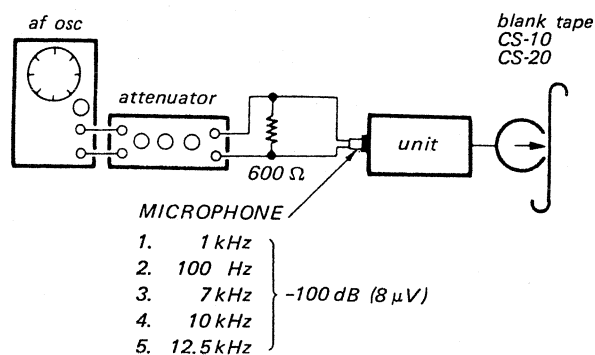 af osc
blank tape
CS-10
CS-20
attenuator
unit
600 Ω
MICROPHONE
1. 1 kHz
2. 100 Hz
3. 7 kHz
4. 10 kHz
5. 12.5 kHz
-100 dB (8 μV)